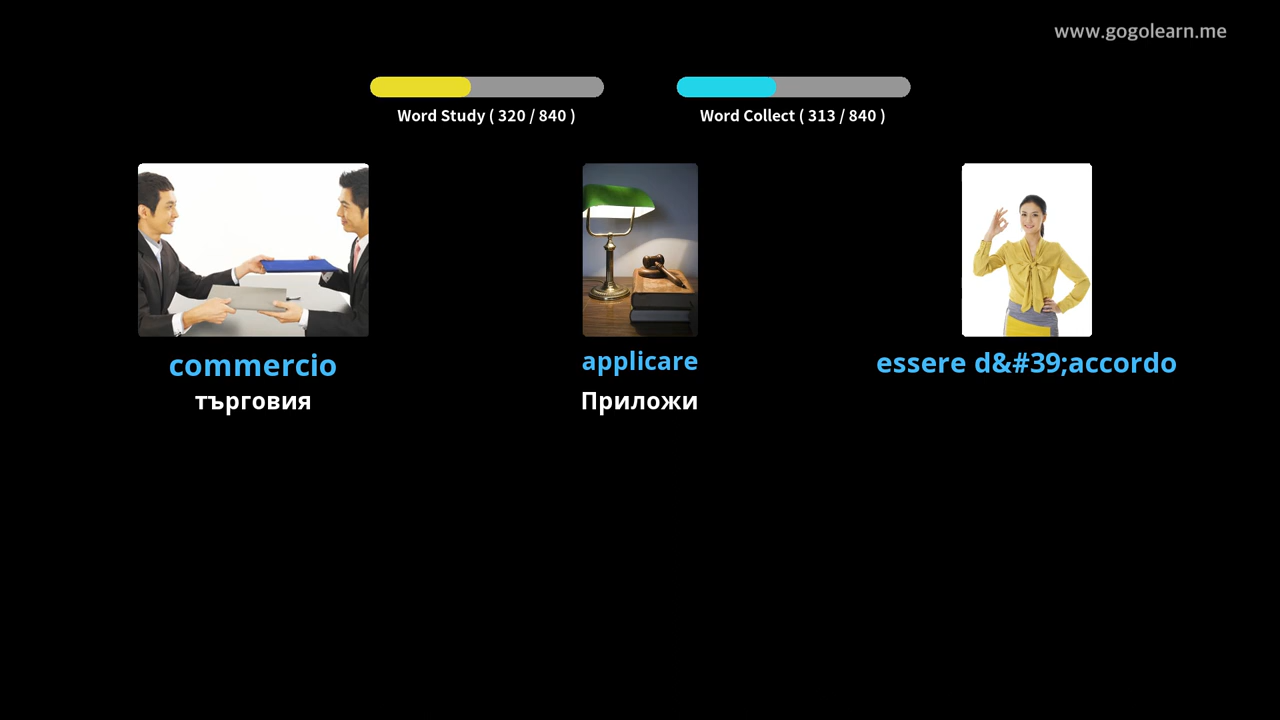 www.gogolearn.me
Word Study ( 320 / 840 )
Word Collect ( 313 / 840 )
commercio
търговия
applicare
Приложи
essere d&#39;accordo